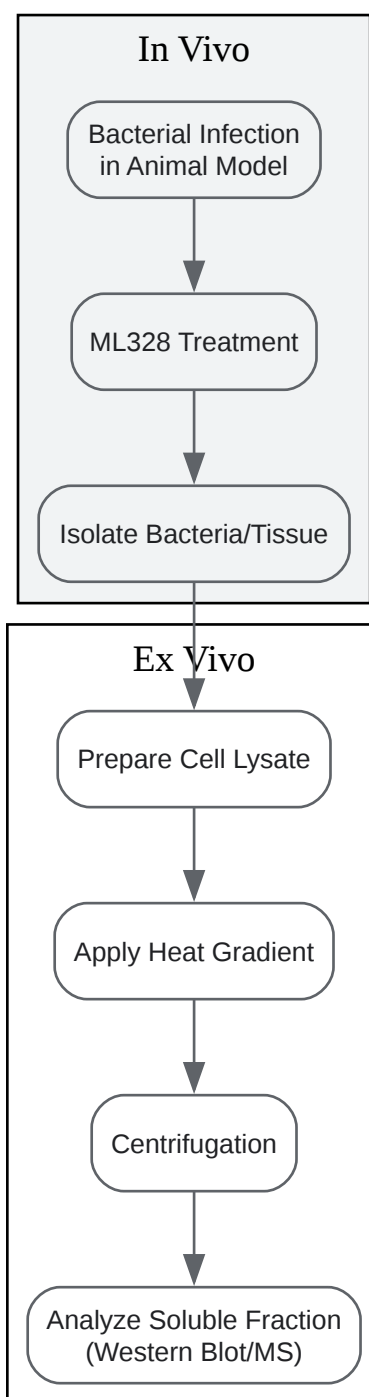 In Vivo
Bacterial Infection
in Animal Model
ML328 Treatment
Isolate Bacteria/Tissue
Ex Vivo
Prepare Cell Lysate
Apply Heat Gradient
Centrifugation
Analyze Soluble Fraction
(Western Blot/MS)